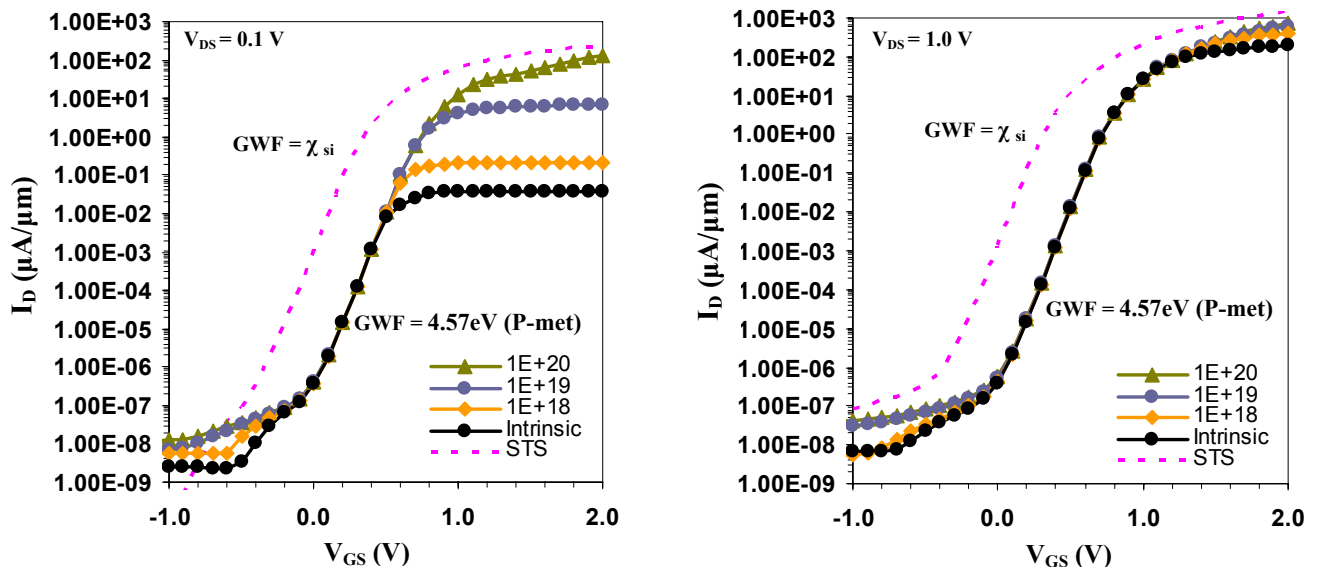 V_DS = 0.1 V
1.00E+03
1.00E+02
1.00E+01
1.00E+00
1.00E-01
1.00E-02
1.00E-03
1.00E-04
1.00E-05
1.00E-06
1.00E-07
1.00E-08
1.00E-09
I_D (µA/µm)
GWF = χ_si
GWF = 4.57eV (P-met)
1E+20
1E+19
1E+18
Intrinsic
STS
-1.0 0.0 1.0 2.0
V_GS (V)
V_DS = 1.0 V
1.00E+03
1.00E+02
1.00E+01
1.00E+00
1.00E-01
1.00E-02
1.00E-03
1.00E-04
1.00E-05
1.00E-06
1.00E-07
1.00E-08
1.00E-09
I_D (µA/µm)
GWF = χ_si
GWF = 4.57eV (P-met)
1E+20
1E+19
1E+18
Intrinsic
STS
-1.0 0.0 1.0 2.0
V_GS (V)